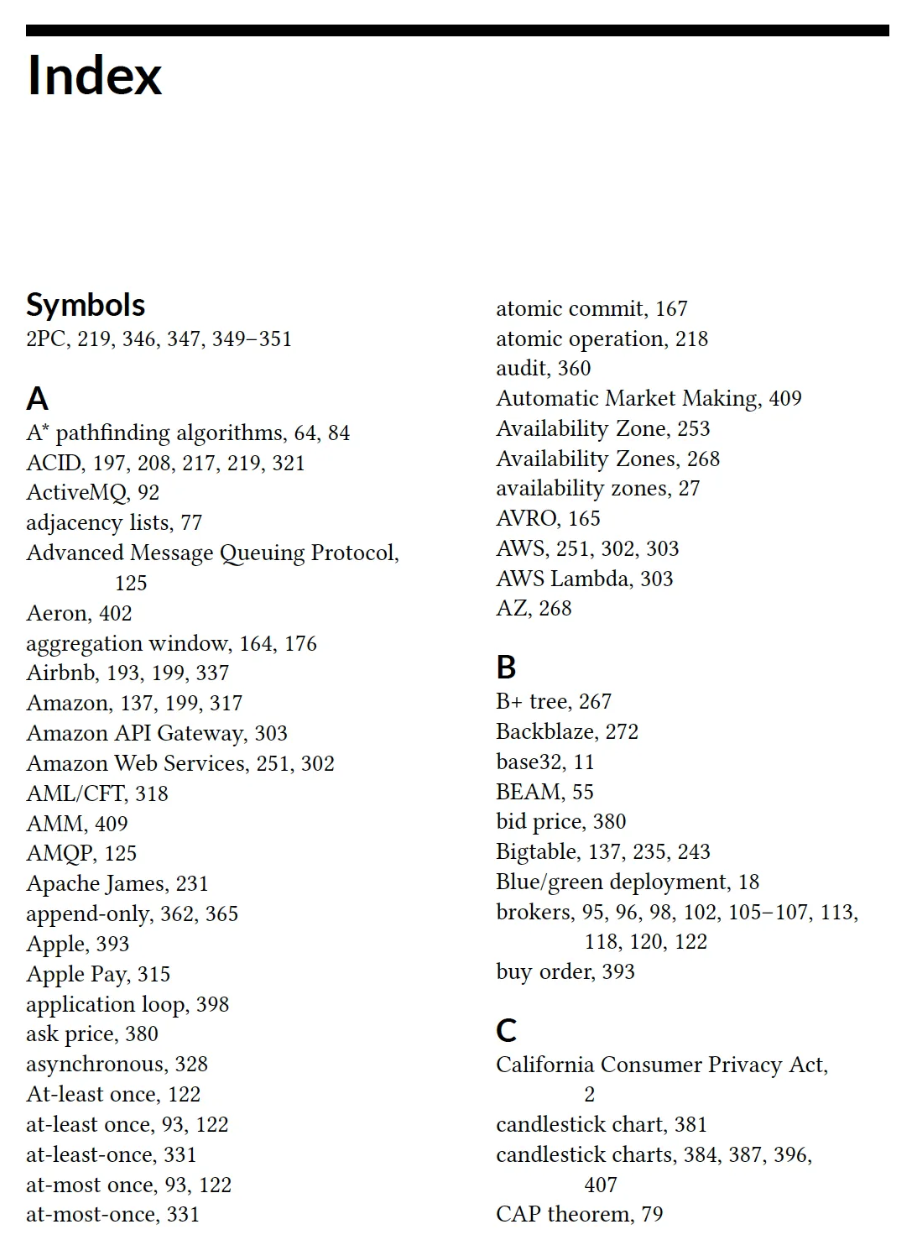 Index
Symbols
2PC, 219, 346, 347, 349–351
A
A* pathfinding algorithms, 64, 84
ACID, 197, 208, 217, 219, 321
ActiveMQ, 92
adjacency lists, 77
Advanced Message Queuing Protocol,
125
Aeron, 402
aggregation window, 164, 176
Airbnb, 193, 199, 337
Amazon, 137, 199, 317
Amazon API Gateway, 303
Amazon Web Services, 251, 302
AML/CFT, 318
AMM, 409
AMQP, 125
Apache James, 231
append-only, 362, 365
Apple, 393
Apple Pay, 315
application loop, 398
ask price, 380
asynchronous, 328
At-least once, 122
at-least once, 93, 122
at-least-once, 331
at-most once, 93, 122
at-most-once, 331
atomic commit, 167
atomic operation, 218
audit, 360
Automatic Market Making, 409
Availability Zone, 253
Availability Zones, 268
availability zones, 27
AVRO, 165
AWS, 251, 302, 303
AWS Lambda, 303
AZ, 268
B
B+ tree, 267
Backblaze, 272
base32, 11
BEAM, 55
bid price, 380
Bigtable, 137, 235, 243
Blue/green deployment, 18
brokers, 95, 96, 98, 102, 105–107, 113,
118, 120, 122
buy order, 393
C
California Consumer Privacy Act,
2
candlestick chart, 381
candlestick charts, 384, 387, 396,
407
CAP theorem, 79